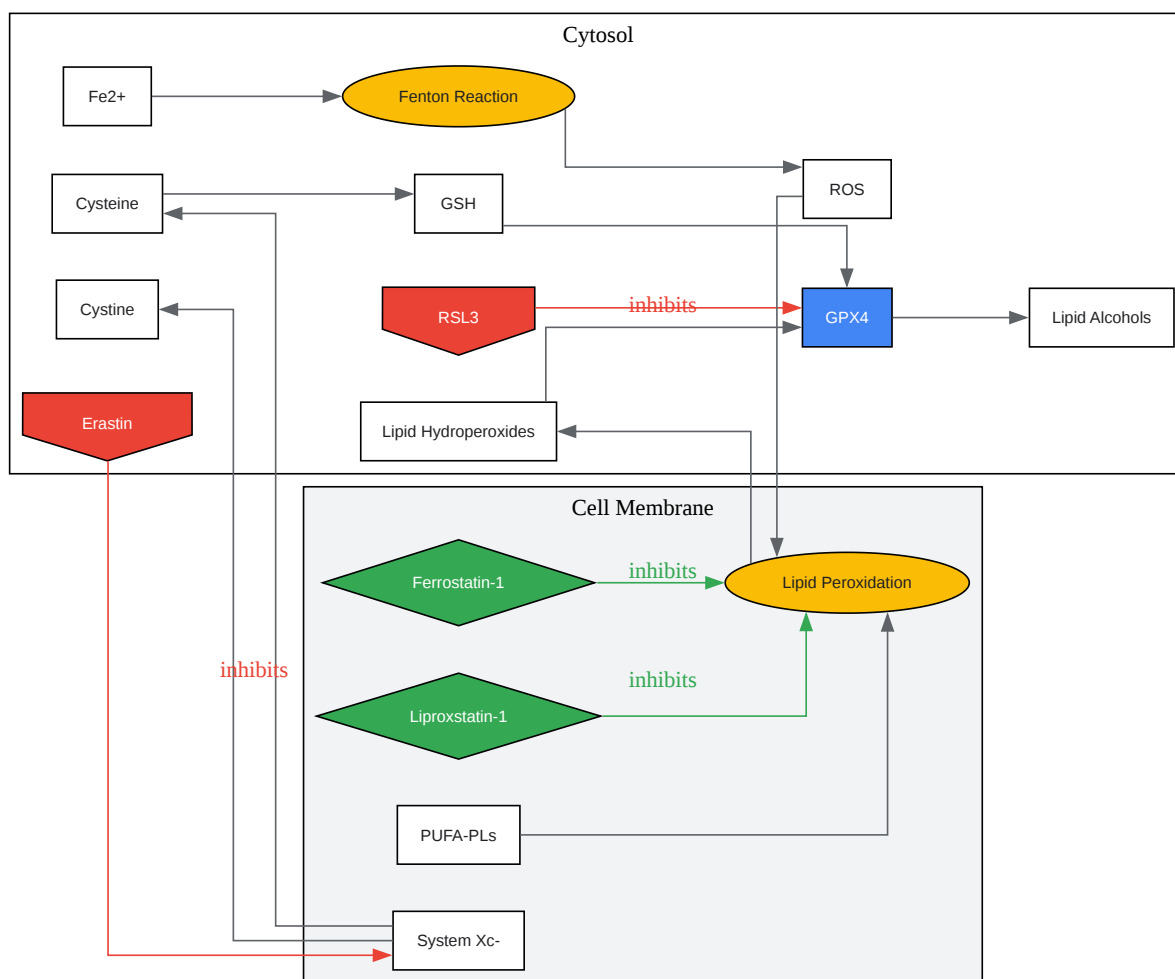 Cytosol
Fe2+
Fenton Reaction
Cysteine
GSH
ROS
Cystine
RSL3
inhibits
GPX4
Lipid Alcohols
Erastin
Lipid Hydroperoxides
Cell Membrane
Ferrostatin-1
inhibits
Lipid Peroxidation
inhibits
Liproxstatin-1
inhibits
PUFA-PLs
System Xc-